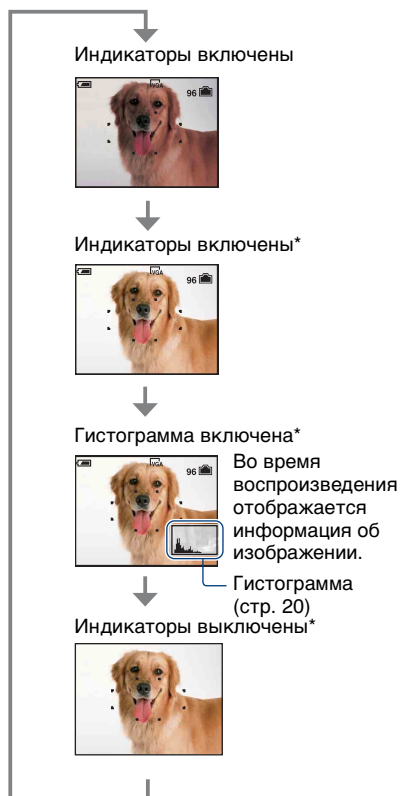 Индикаторы включены
VGA
96
Индикаторы включены*
VGA
96
Гистограмма включена*
VGA
96
Во время
воспроизведения
отображается
информация об
изображении.
Гистограмма
(стр. 20)
Индикаторы выключены*